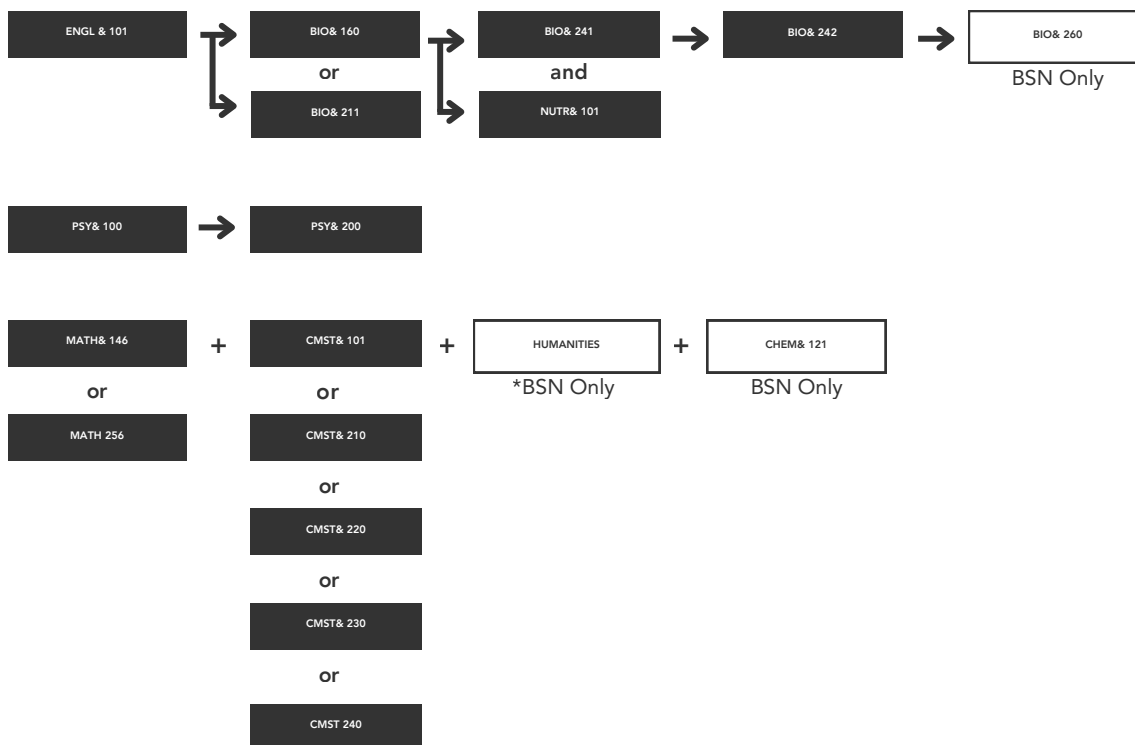 ENGL & 101
BIO& 160
BIO& 241
BIO& 242
BIO& 260
or
and
BSN Only
BIO& 211
NUTR& 101
PSY& 100
PSY& 200
MATH& 146
+
CMST& 101
+
HUMANITIES
+
CHEM& 121
or
or
*BSN Only
BSN Only
MATH 256
CMST& 210
or
CMST& 220
or
CMST& 230
or
CMST 240